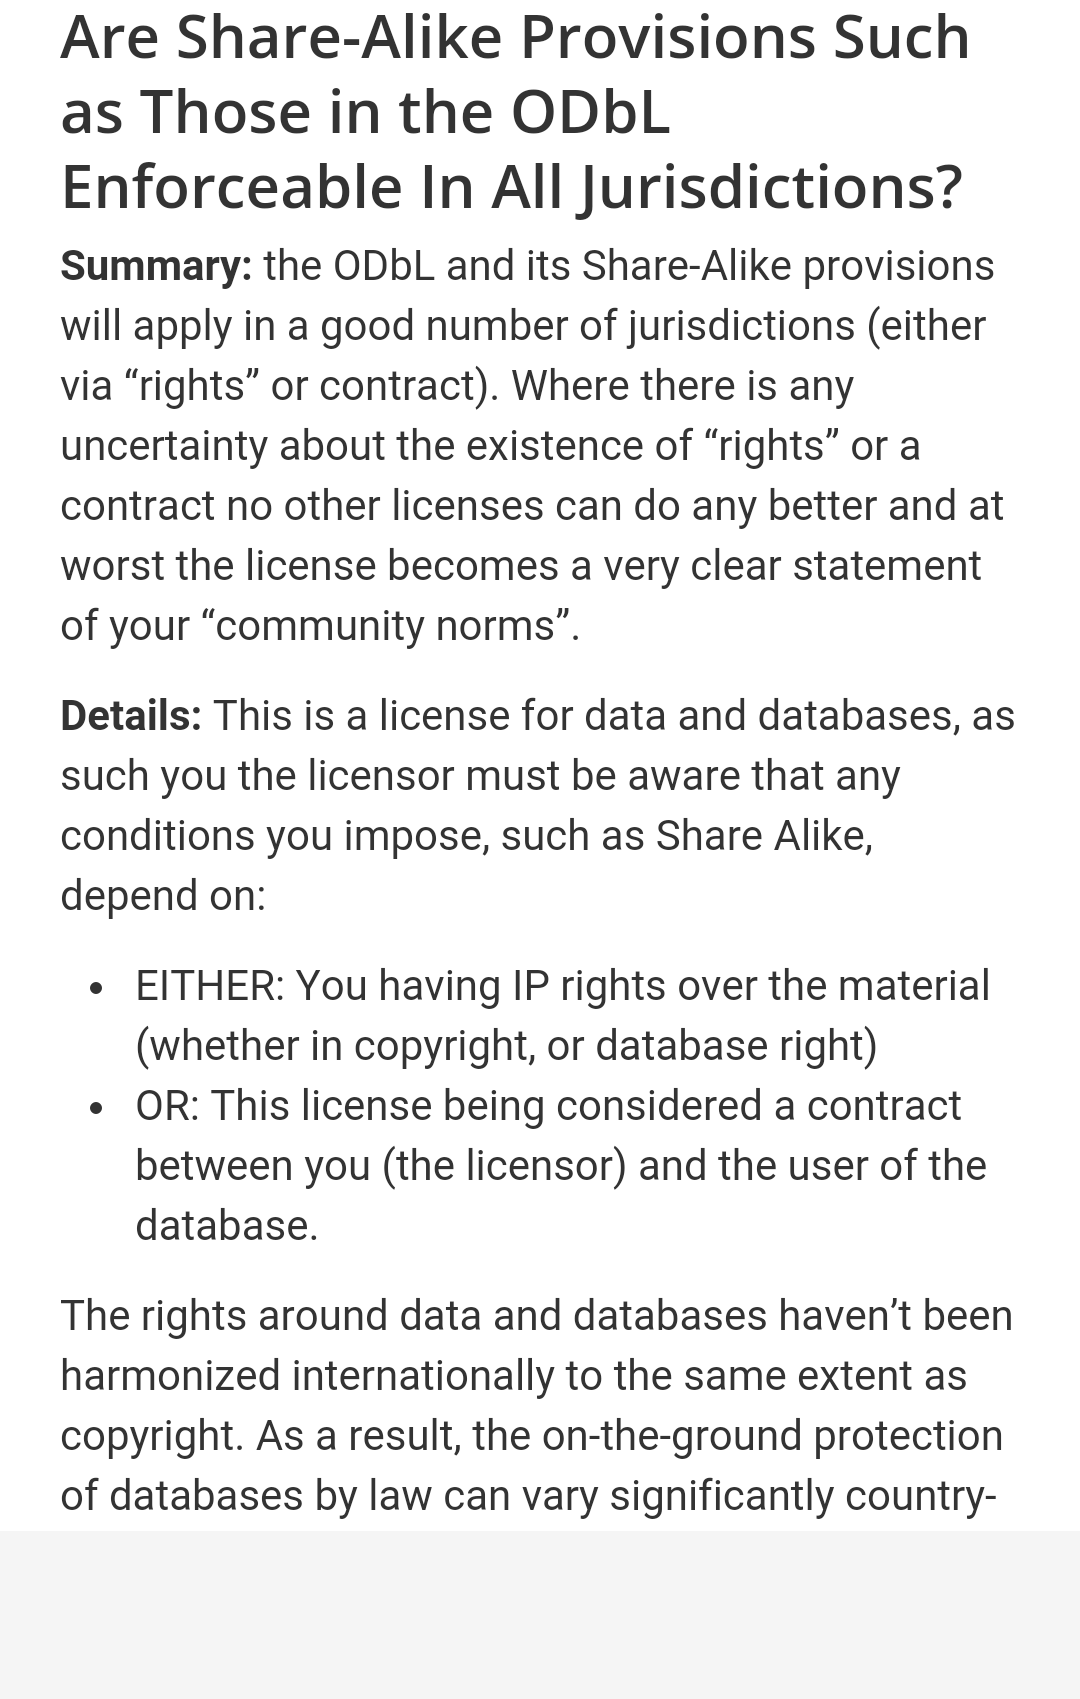 Are Share-Alike Provisions Such
as Those in the ODbL
Enforceable In All Jurisdictions?
Summary: the ODbL and its Share-Alike provisions
will apply in a good number of jurisdictions (either
via “rights” or contract). Where there is any
uncertainty about the existence of “rights” or a
contract no other licenses can do any better and at
worst the license becomes a very clear statement
of your “community norms”.
Details: This is a license for data and databases, as
such you the licensor must be aware that any
conditions you impose, such as Share Alike,
depend on:
• EITHER: You having IP rights over the material
(whether in copyright, or database right)
• OR: This license being considered a contract
between you (the licensor) and the user of the
database.
The rights around data and databases haven’t been
harmonized internationally to the same extent as
copyright. As a result, the on-the-ground protection
of databases by law can vary significantly country-